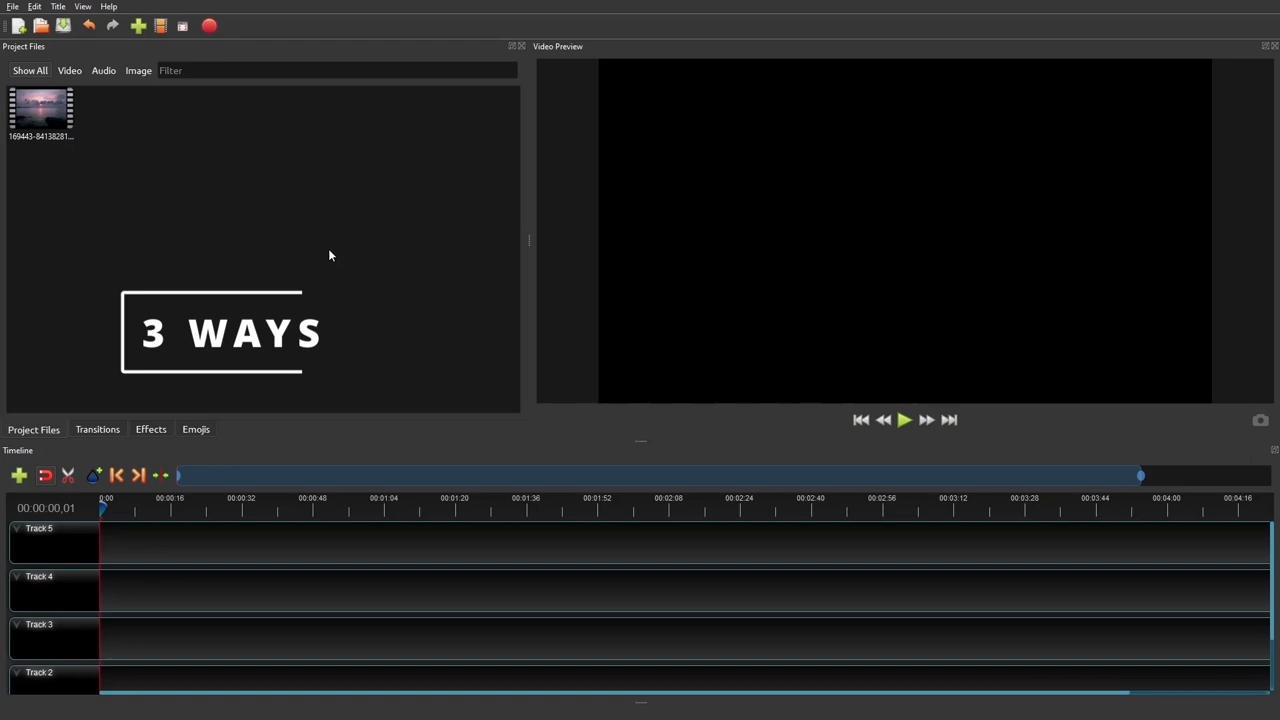 File Edit Title View Help
Project Files
Video Preview
Show All Video Audio Image Filter
169443-84138281...
3 WAYS
Project Files Transitions Effects Emojis
Timeline
00:00:00,01
0:00 00:00:16 00:00:32 00:00:48 00:01:04 00:01:20 00:01:36 00:01:52 00:02:08 00:02:24 00:02:40 00:02:56 00:03:12 00:03:28 00:03:44 00:04:00 00:04:16
Track 5
Track 4
Track 3
Track 2